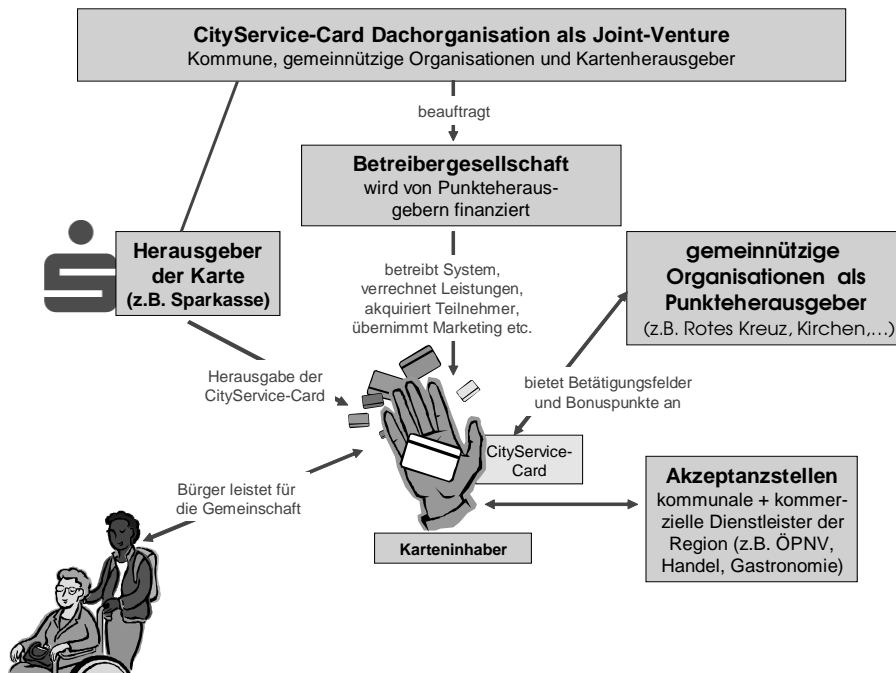 CityService-Card Dachorganisation als Joint-Venture
Kommune, gemeinnützige Organisationen und Kartenherausgeber
beauftragt
Betreibergesellschaft
wird von Punkteheraus-
gebern finanziert
Herausgeber
der Karte
(z.B. Sparkasse)
betreibt System,
verrechnet Leistungen,
akquiriert Teilnehmer,
übernimmt Marketing etc.
gemeinnützige
Organisationen als
Punkteherausgeber
(z.B. Rotes Kreuz, Kirchen,...)
Herausgabe der
CityService-Card
bietet Betätigungsfelder
und Bonuspunkte an
CityService-
Card
Bürger leistet für
die Gemeinschaft
Karteninhaber
Akzeptanzstellen
kommunale + kommer-
zielle Dienstleister der
Region (z.B. ÖPNV,
Handel, Gastronomie)